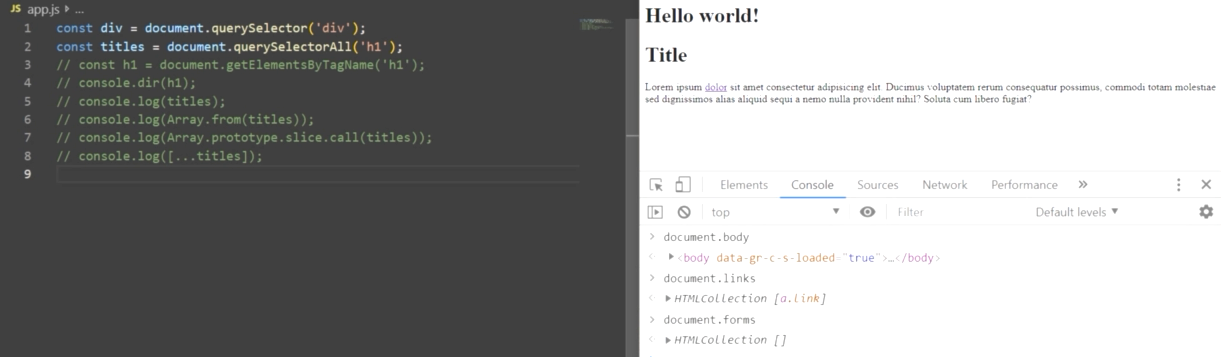 JS app.js > ...
1 const div = document.querySelector('div');
2 const titles = document.querySelectorAll('h1');
3 // const h1 = document.getElementsByTagName('h1');
4 // console.dir(h1);
5 // console.log(titles);
6 // console.log(Array.from(titles));
7 // console.log(Array.prototype.slice.call(titles));
8 // console.log([...titles]);
9
Hello world!
Title
Lorem ipsum dolor sit amet consectetur adipisicing elit. Ducimus voluptatem rerum consequatur possimus, commodi totam molestiae
sed dignissimos alias aliquid sequi a nemo nulla provident nihil? Soluta cum libero fugiat?
Elements Console Sources Network Performance »
top Filter Default levels
> document.body
<body data-gr-c-s-loaded="true">…</body>
> document.links
HTMLCollection [a.link]
> document.forms
HTMLCollection []